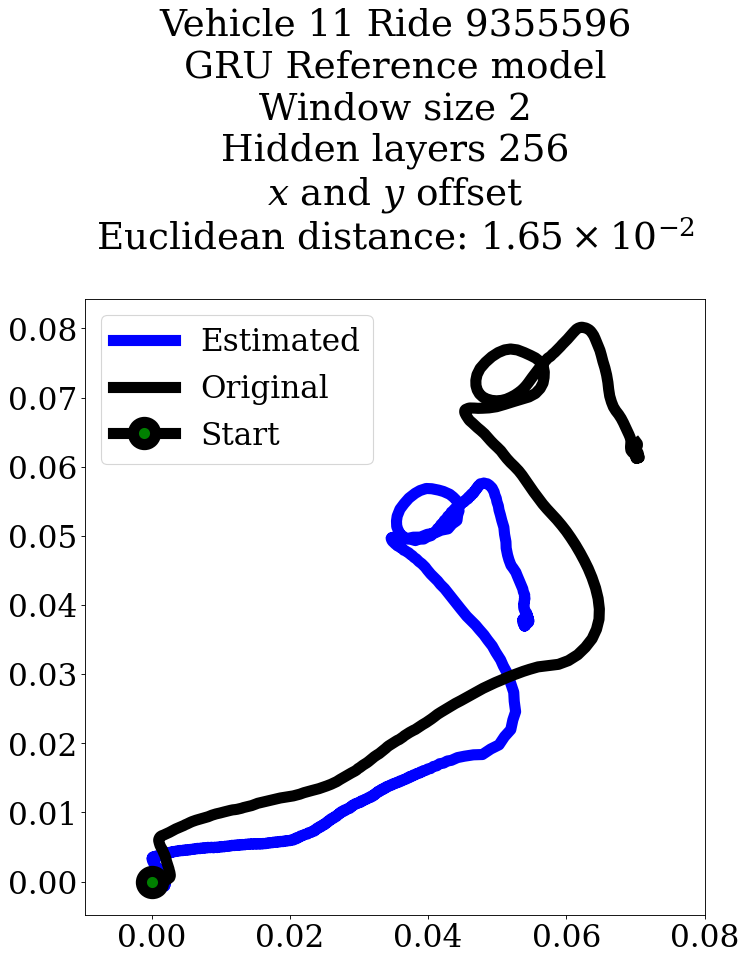 Vehicle 11 Ride 9355596
GRU Reference model
Window size 2
Hidden layers 256
x and y offset
Euclidean distance: 1.65 × 10⁻²
Estimated
Original
Start
0.08
0.07
0.06
0.05
0.04
0.03
0.02
0.01
0.00
0.00 0.02 0.04 0.06 0.08